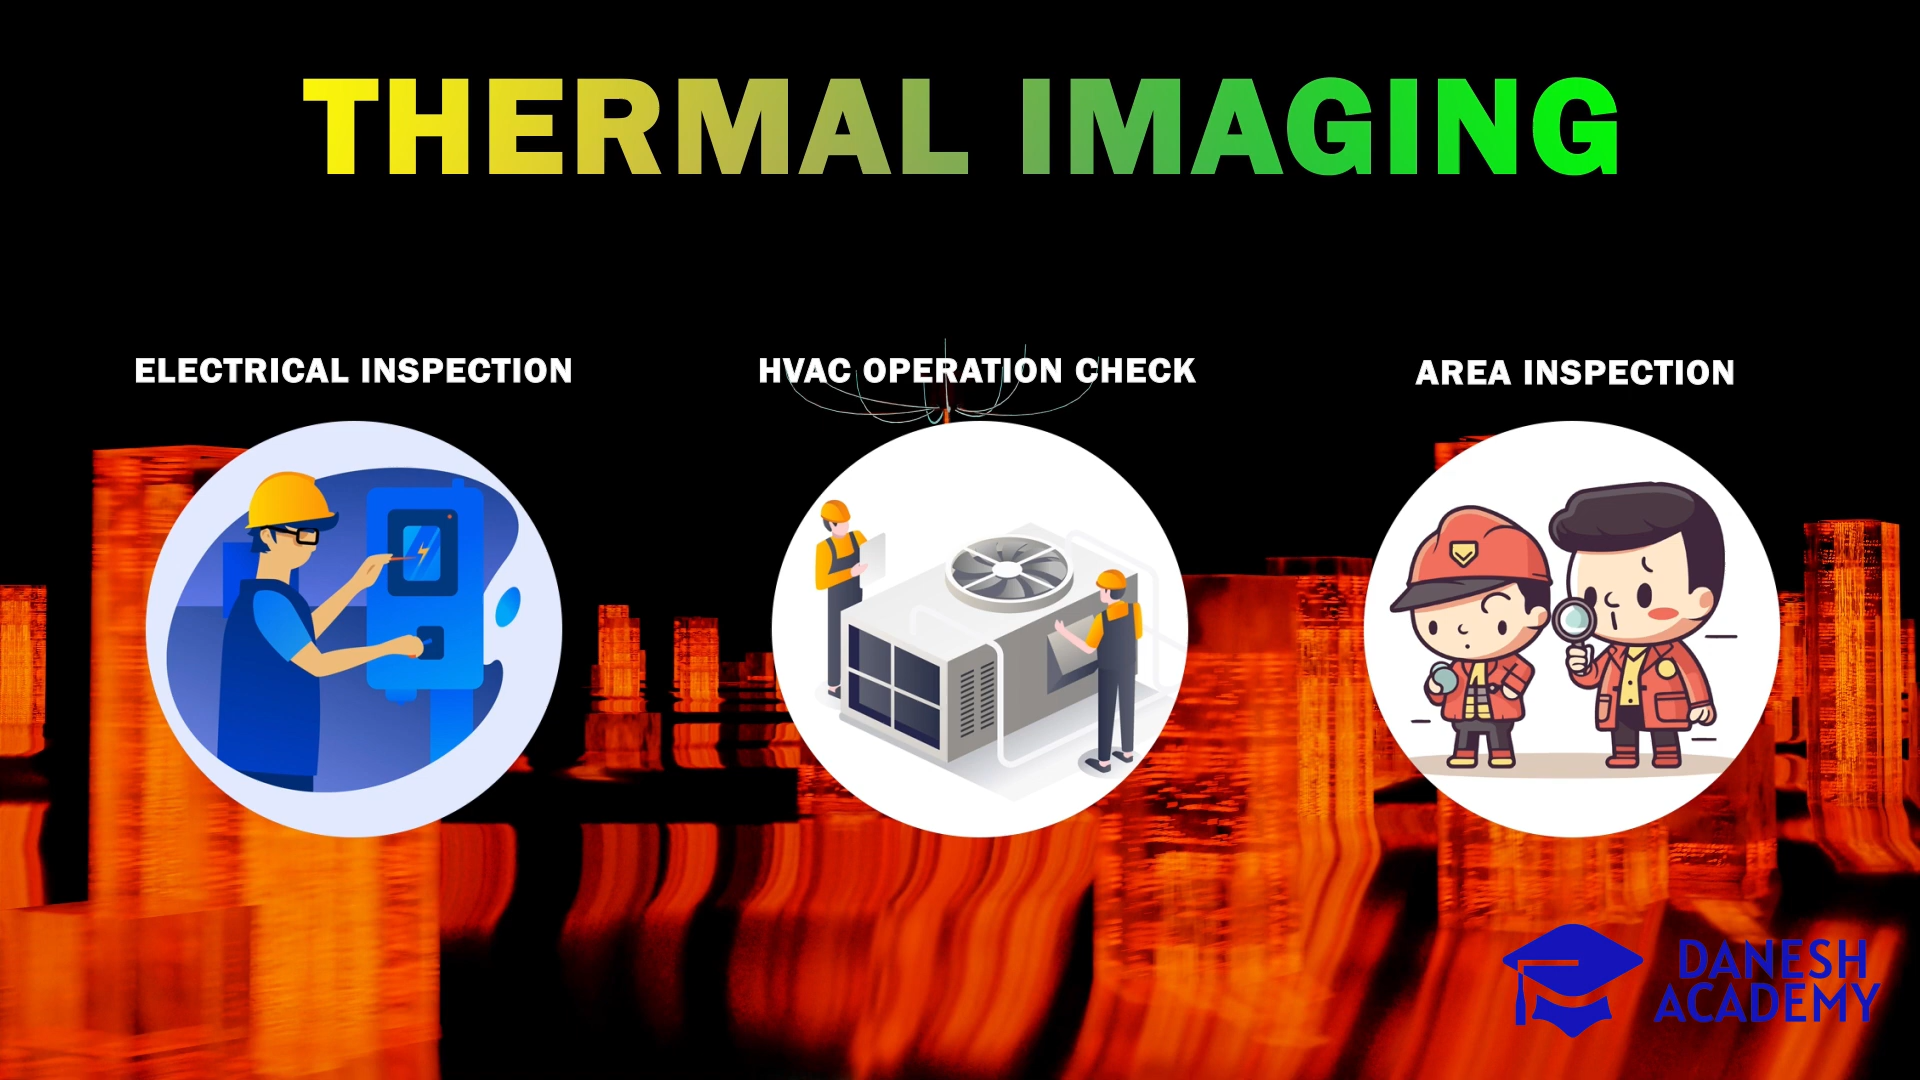 THERMAL IMAGING
ELECTRICAL INSPECTION
HVAC OPERATION CHECK
AREA INSPECTION
DANESH
ACADEMY